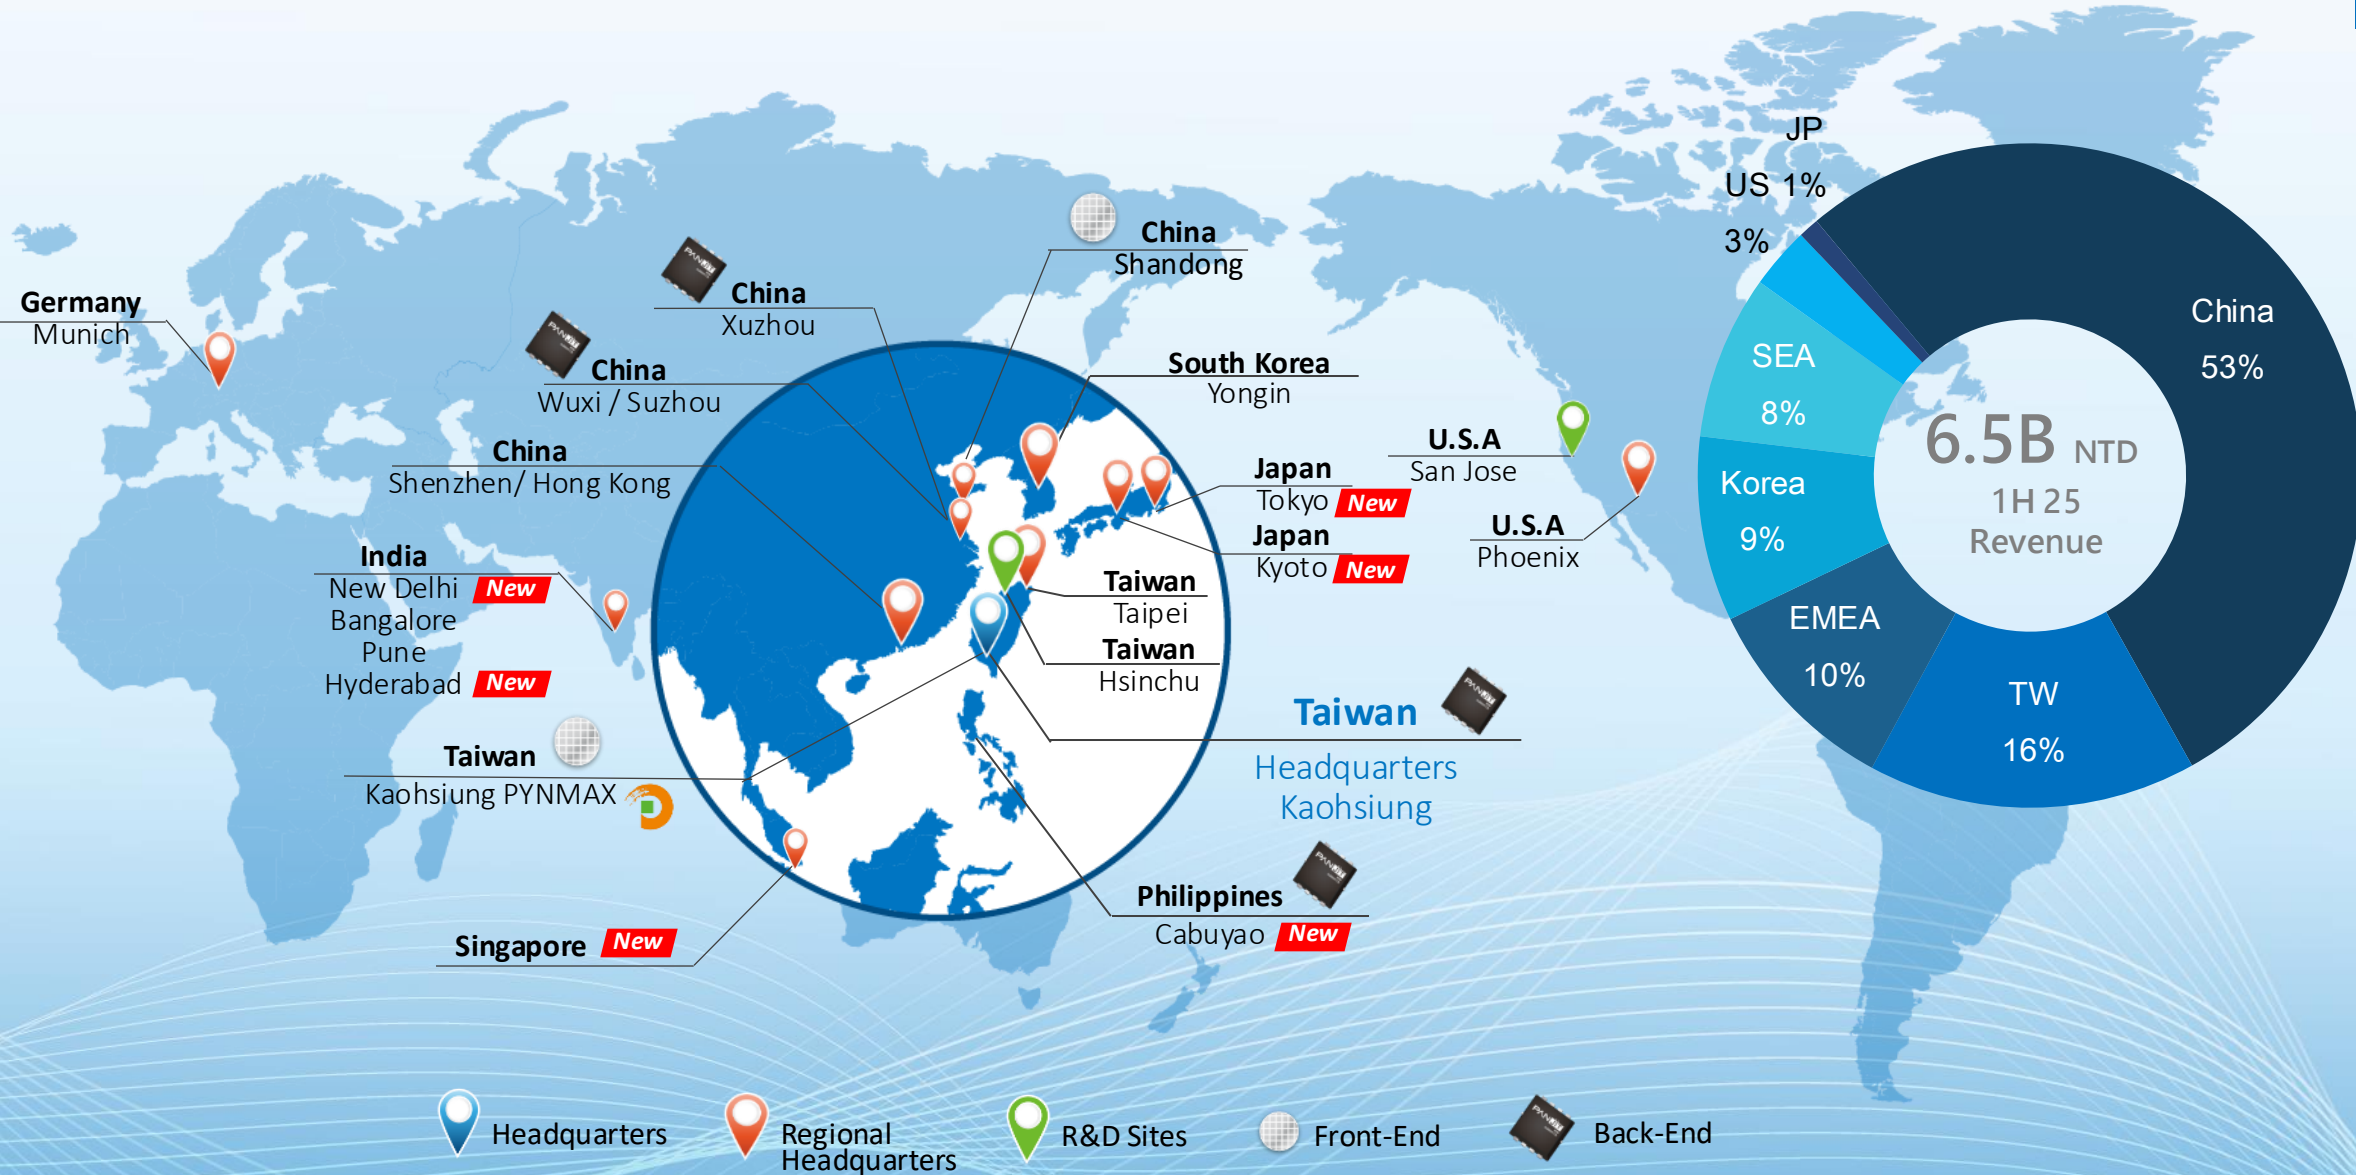 Germany
Munich
China
Xuzhou
China
Wuxi / Suzhou
China
Shenzhen/ Hong Kong
India
New Delhi New
Bangalore
Pune
Hyderabad New
Taiwan
Kaohsiung PYNMAX
Singapore New
China
Shandong
South Korea
Yongin
Japan
Tokyo New
Japan
Kyoto New
Taiwan
Taipei
Taiwan
Hsinchu
Taiwan
Headquarters
Kaohsiung
Philippines
Cabuyao New
U.S.A
San Jose
U.S.A
Phoenix
JP
1%
US
3%
SEA
8%
Korea
9%
EMEA
10%
TW
16%
China
53%
6.5B NTD
1H 25
Revenue
Headquarters
Regional
Headquarters
R&D Sites
Front-End
Back-End